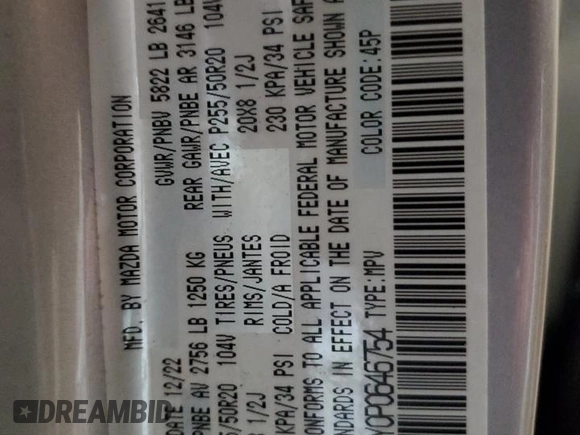 MFD. BY MAZDA MOTOR CORPORATION
DATE 12/22 GVWR/PNBV 5822 LB 2641
PNBE AV 2756 LB 1250 KG REAR GAWR/PNBE AR 3146 LB
/50R20 104V TIRES/PNEUS WITH/AVEC P255/50R20 104V
1/2J RIMS/JANTES 20X8 1/2J
KPA/34 PSI COLD/A FROID 230 KPA/34 PSI
ONFORMS TO ALL APPLICABLE FEDERAL MOTOR VEHICLE SAF
NDARDS IN EFFECT ON THE DATE OF MANUFACTURE SHOWN A
Y0P0646754 TYPE:MPV COLOR CODE:45P
DREAMBID